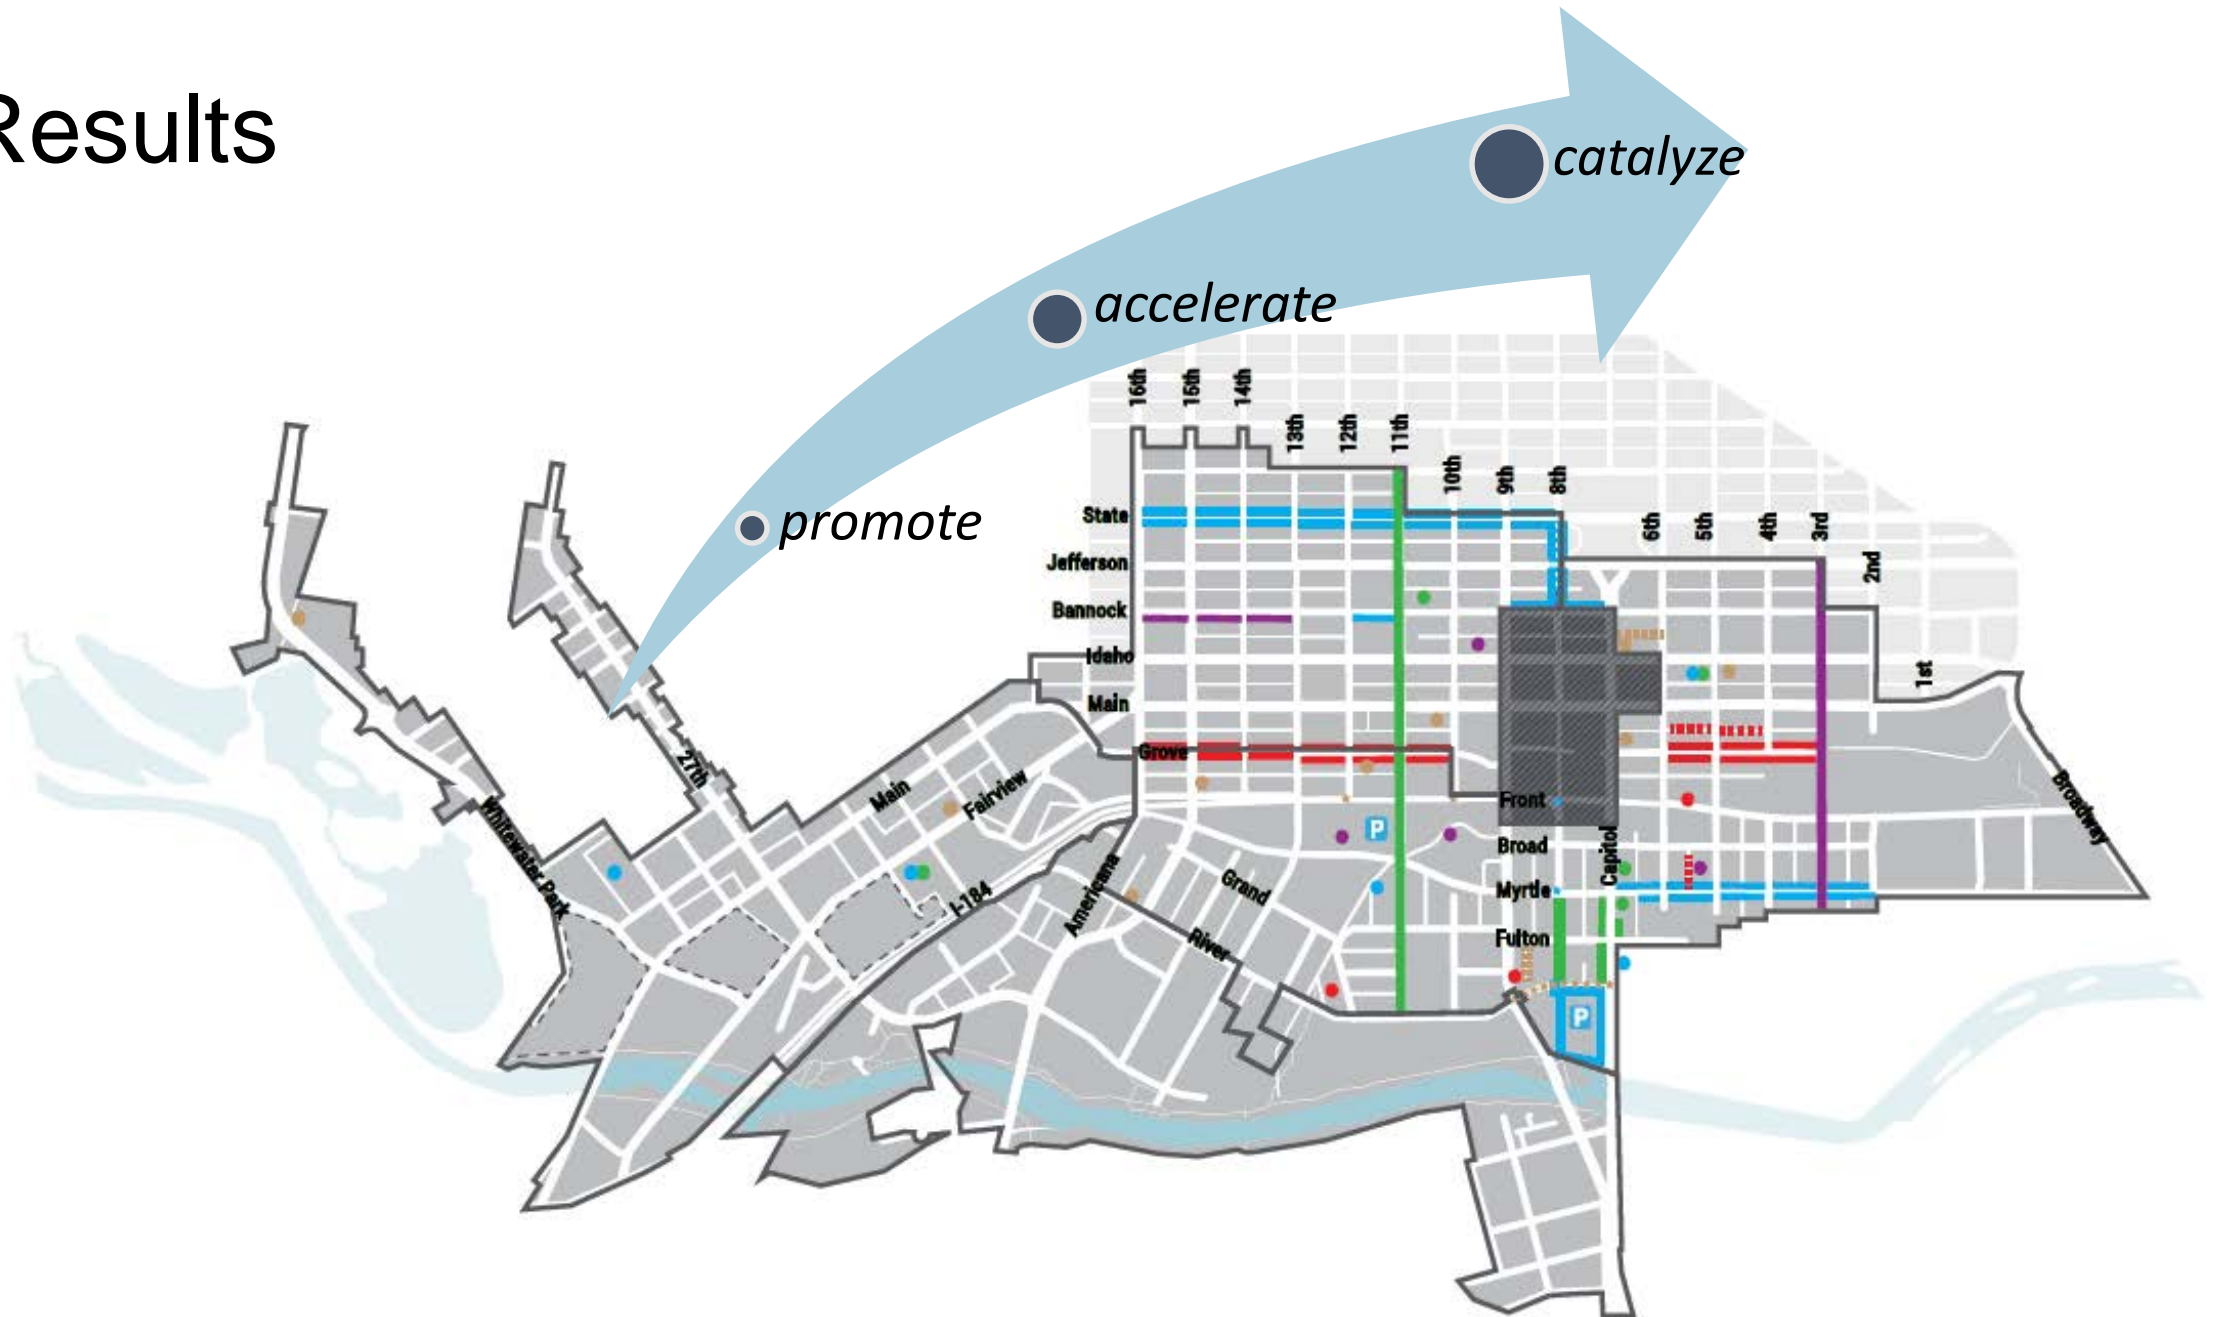 Results
catalyze
accelerate
promote
16th
15th
14th
13th
12th
11th
10th
9th
8th
6th
5th
4th
3rd
2nd
1st
State
Jefferson
Bannock
Idaho
Main
Grove
Front
Broad
Capitol
Myrtle
Fulton
Broadway
27th
Main
Fairview
Whitewater Park
I-184
Americana
Grand
River
P
P